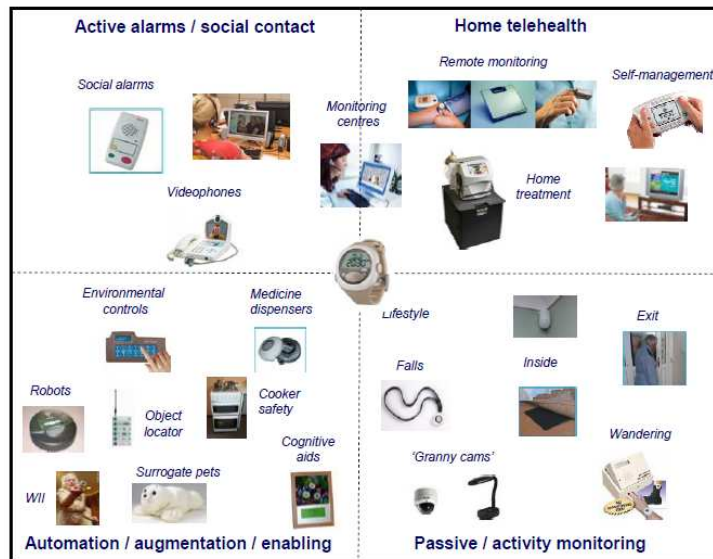 Active alarms / social contact
Home telehealth
Remote monitoring
Self-management
Social alarms
Monitoring
centres
Home
treatment
Videophones
Environmental
controls
Medicine
dispensers
Lifestyle
Exit
Falls
Inside
Robots
Object
locator
Cooker
safety
Wandering
Cognitive
aids
'Granny cams'
WII
Surrogate pets
Automation / augmentation / enabling
Passive / activity monitoring